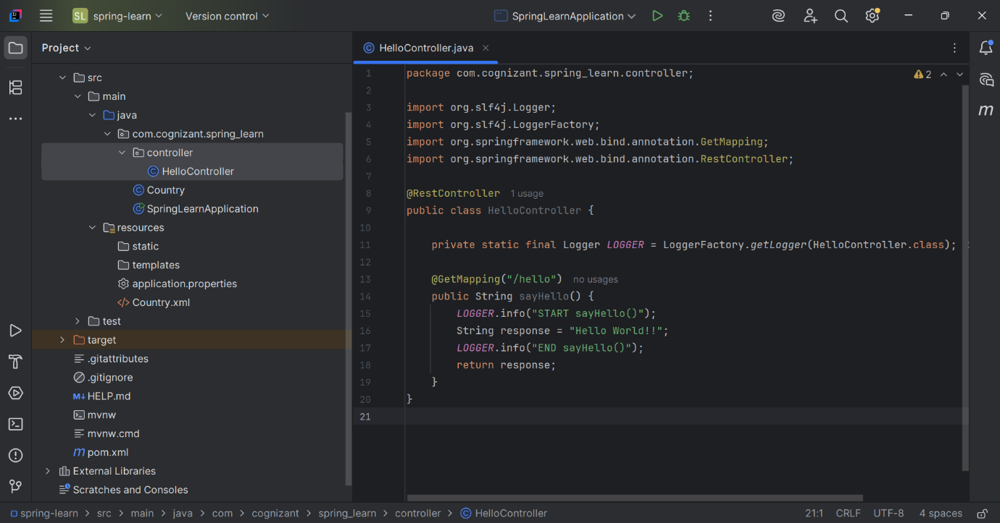 SL spring-learn Version control SpringLearnApplication
Project
src
main
java
com.cognizant.spring_learn
controller
HelloController
Country
SpringLearnApplication
resources
static
templates
application.properties
</> Country.xml
test
target
.gitattributes
.gitignore
M↓ HELP.md
mvnw
mvnw.cmd
m pom.xml
External Libraries
Scratches and Consoles
HelloController.java
2
1 package com.cognizant.spring_learn.controller;
2
3 import org.slf4j.Logger;
4 import org.slf4j.LoggerFactory;
5 import org.springframework.web.bind.annotation.GetMapping;
6 import org.springframework.web.bind.annotation.RestController;
7
8 @RestController 1 usage
9 public class HelloController {
10
11 private static final Logger LOGGER = LoggerFactory.getLogger(HelloController.class);
12
13 @GetMapping("/hello") no usages
14 public String sayHello() {
15 LOGGER.info("START sayHello()");
16 String response = "Hello World!!";
17 LOGGER.info("END sayHello()");
18 return response;
19 }
20 }
21
m
spring-learn > src > main > java > com > cognizant > spring_learn > controller > HelloController 21:1 CRLF UTF-8 4 spaces